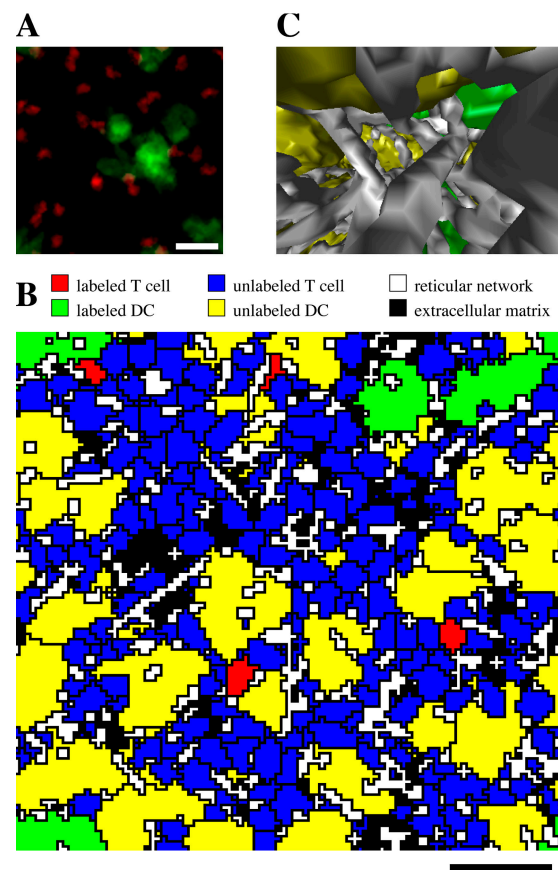 A
C
B
labeled T cell
unlabeled T cell
reticular network
labeled DC
unlabeled DC
extracellular matrix